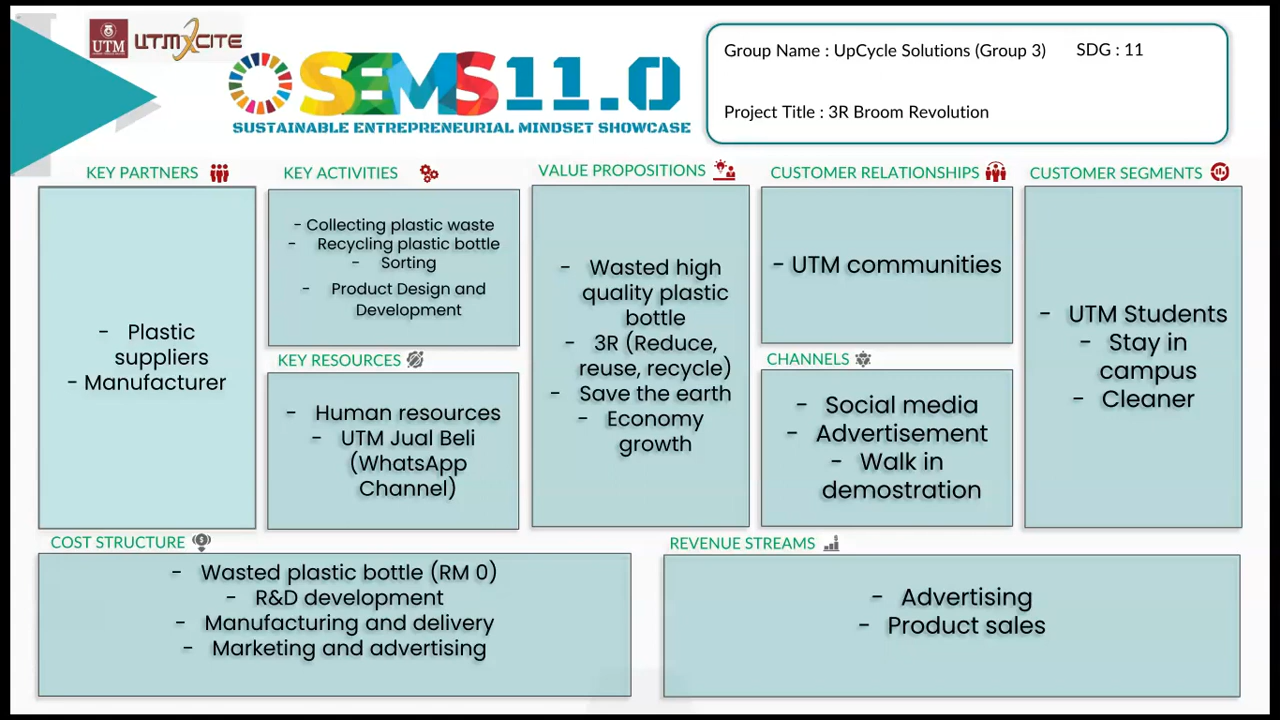 UTM
UTMXCITE
SEMS 11.0
SUSTAINABLE ENTREPRENEURIAL MINDSET SHOWCASE
Group Name : UpCycle Solutions (Group 3) SDG : 11
Project Title : 3R Broom Revolution
KEY PARTNERS
- Plastic
suppliers
- Manufacturer
KEY ACTIVITIES
- Collecting plastic waste
- Recycling plastic bottle
- Sorting
- Product Design and
Development
KEY RESOURCES
- Human resources
- UTM Jual Beli
(WhatsApp
Channel)
VALUE PROPOSITIONS
- Wasted high
quality plastic
bottle
- 3R (Reduce,
reuse, recycle)
- Save the earth
- Economy
growth
CUSTOMER RELATIONSHIPS
- UTM communities
CHANNELS
- Social media
- Advertisement
- Walk in
demostration
CUSTOMER SEGMENTS
- UTM Students
- Stay in
campus
- Cleaner
COST STRUCTURE
- Wasted plastic bottle (RM 0)
- R&D development
- Manufacturing and delivery
- Marketing and advertising
REVENUE STREAMS
- Advertising
- Product sales